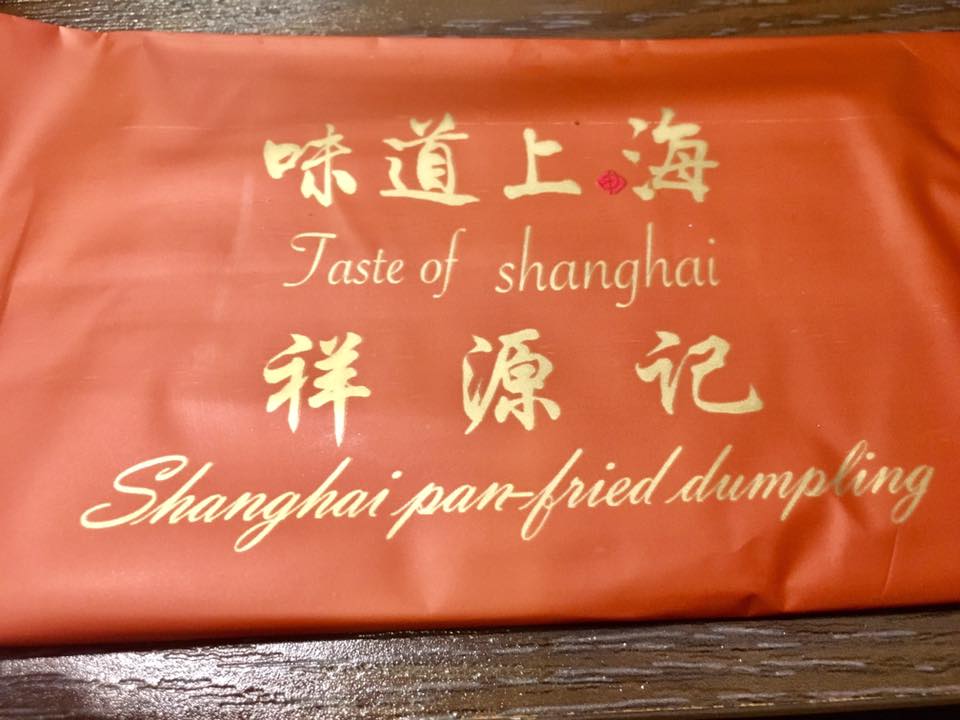 味道上海
Taste of shanghai
祥源记
Shanghai pan-fried dumpling